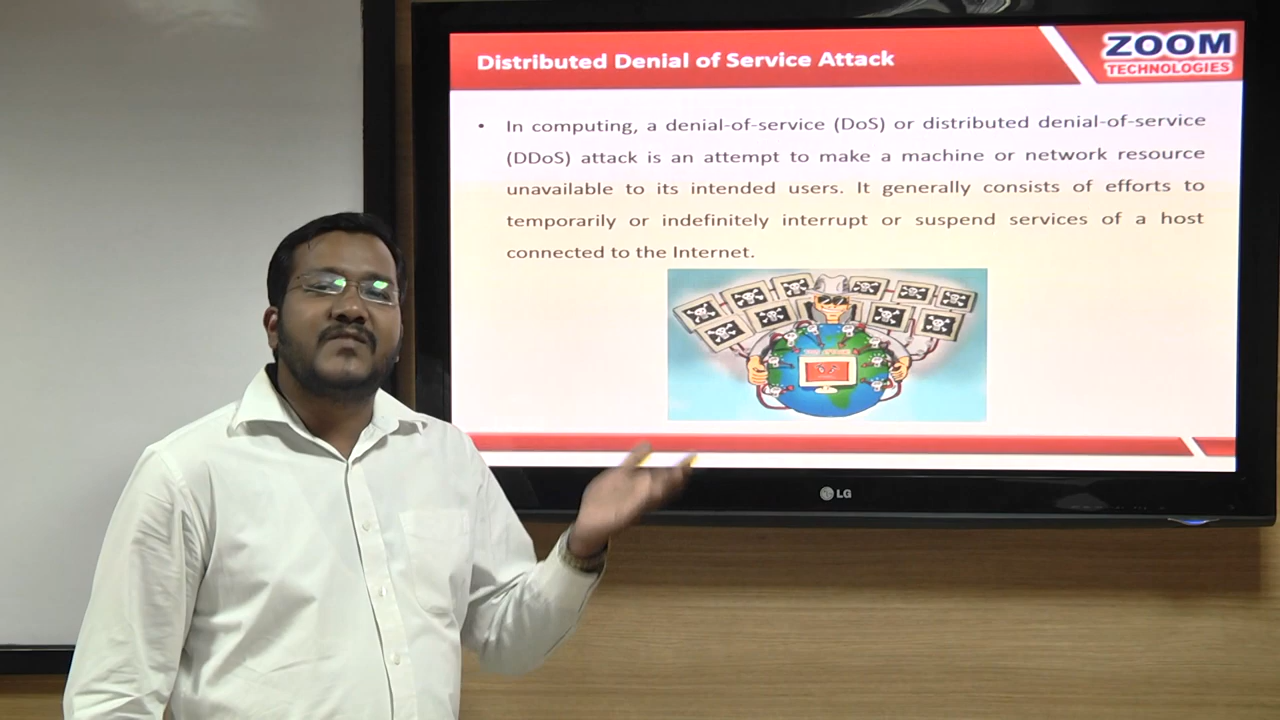 Distributed Denial of Service Attack
ZOOM
TECHNOLOGIES
• In computing, a denial-of-service (DoS) or distributed denial-of-service
(DDoS) attack is an attempt to make a machine or network resource
unavailable to its intended users. It generally consists of efforts to
temporarily or indefinitely interrupt or suspend services of a host
connected to the Internet.
LG